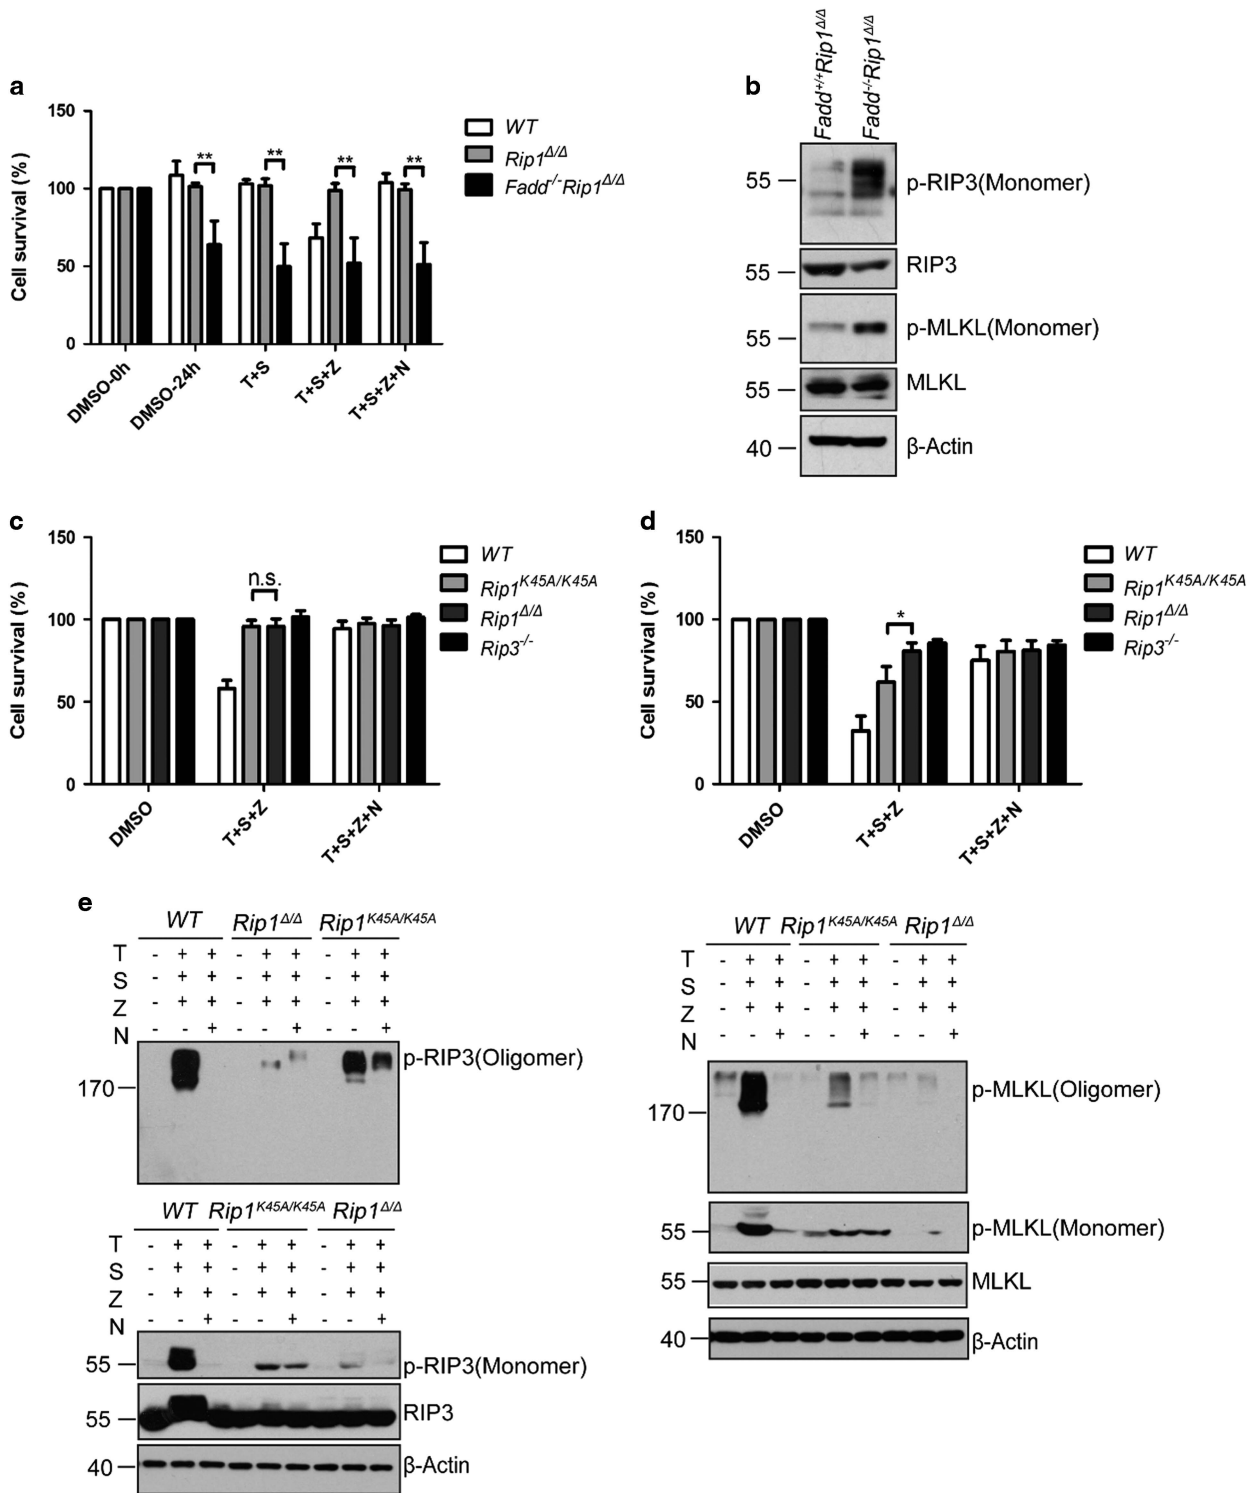 a
150
100
50
0
Cell survival (%)
** ** ** **
WT
Rip1Δ/Δ
Fadd-/-Rip1Δ/Δ
DMSO-0h
DMSO-24h
T+S
T+S+Z
T+S+Z+N
b
Fadd+/+Rip1Δ/Δ
Fadd-/-Rip1Δ/Δ
55 p-RIP3(Monomer)
55 RIP3
55 p-MLKL(Monomer)
55 MLKL
40 β-Actin
c
150
100
50
0
Cell survival (%)
n.s.
WT
Rip1K45A/K45A
Rip1Δ/Δ
Rip3-/-
DMSO
T+S+Z
T+S+Z+N
d
150
100
50
0
Cell survival (%)
*
WT
Rip1K45A/K45A
Rip1Δ/Δ
Rip3-/-
DMSO
T+S+Z
T+S+Z+N
e
WT Rip1Δ/Δ Rip1K45A/K45A
T - + + - + + - + +
S - + + - + + - + +
Z - + + - + + - + +
N - - + - - + - - +
170 p-RIP3(Oligomer)
WT Rip1K45A/K45A Rip1Δ/Δ
T - + + - + + - + +
S - + + - + + - + +
Z - + + - + + - + +
N - - + - - + - - +
55 p-RIP3(Monomer)
55 RIP3
40 β-Actin
WT Rip1K45A/K45A Rip1Δ/Δ
T - + + - + + - + +
S - + + - + + - + +
Z - + + - + + - + +
N - - + - - + - - +
170 p-MLKL(Oligomer)
55 p-MLKL(Monomer)
55 MLKL
40 β-Actin